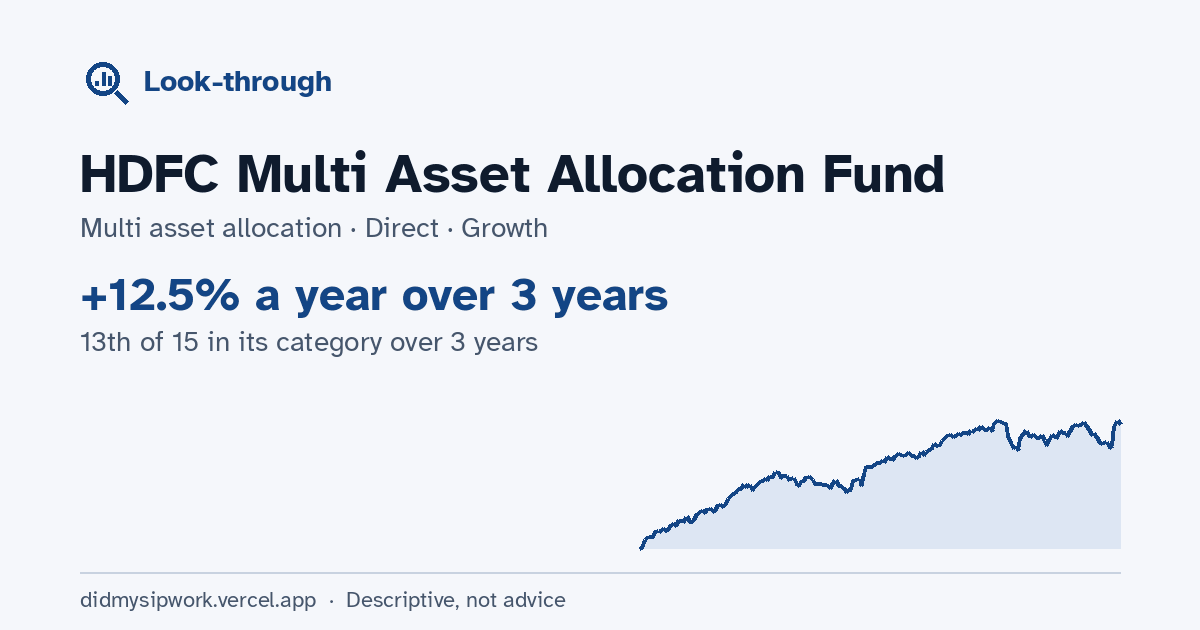 Look-through
HDFC Multi Asset Allocation Fund
Multi asset allocation · Direct · Growth
+12.5% a year over 3 years
13th of 15 in its category over 3 years
didmysipwork.vercel.app · Descriptive, not advice